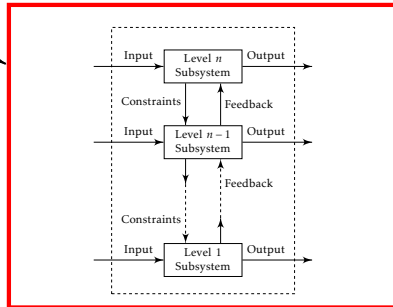 Input
Level n
Subsystem
Output
Constraints
Feedback
Input
Level n – 1
Subsystem
Output
Feedback
Constraints
Input
Level 1
Subsystem
Output